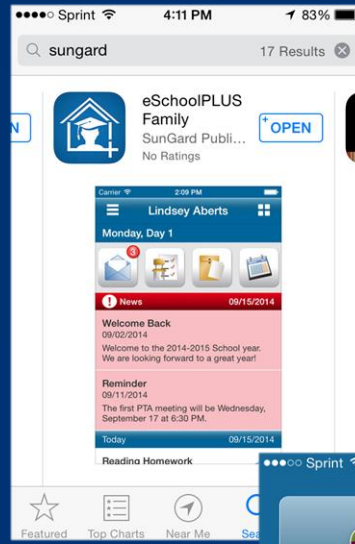 Sprint 4:11 PM 83%
sungard 17 Results
N
eSchoolPLUS
Family
SunGard Publi...
No Ratings
+ OPEN
Carrier 2:09 PM
Lindsey Aberts
Monday, Day 1
3
! News 09/15/2014
Welcome Back
09/02/2014
Welcome to the 2014-2015 School year.
We are looking forward to a great year!
Reminder
09/11/2014
The first PTA meeting will be Wednesday,
September 17 at 6:30 PM.
Today 09/15/2014
Reading Homework
Sprint
Featured Top Charts Near Me